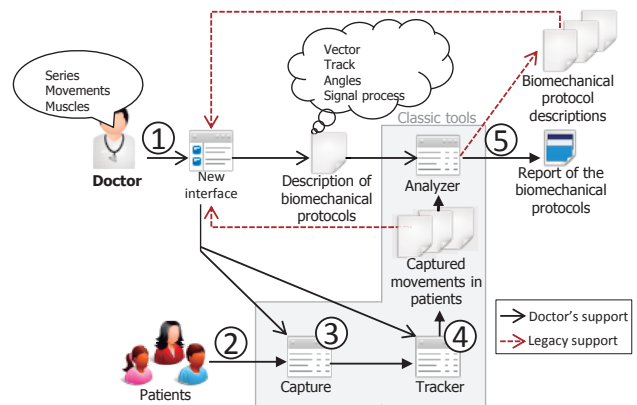 Series
Movements
Muscles
Vector
Track
Angles
Signal process
Biomechanical
protocol
descriptions
Classic tools
1
5
Doctor
New
interface
Description of
biomechanical
protocols
Analyzer
Report of the
biomechanical
protocols
Captured
movements in
patients
2
3
4
Patients
Capture
Tracker
Doctor's support
Legacy support